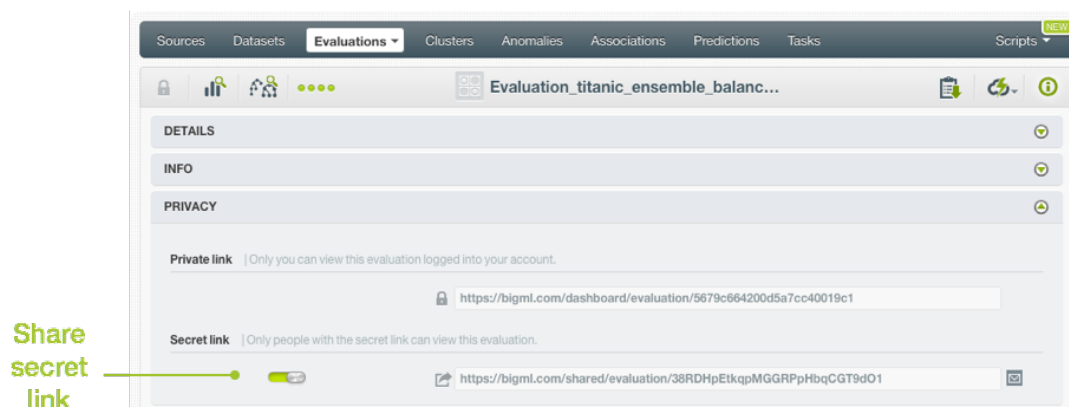 NEW
Sources Datasets Evaluations Clusters Anomalies Associations Predictions Tasks Scripts
Evaluation_titanic_ensemble_balanc...
DETAILS
INFO
PRIVACY
Private link | Only you can view this evaluation logged into your account.
https://bigml.com/dashboard/evaluation/5679c664200d5a7cc40019c1
Secret link | Only people with the secret link can view this evaluation.
https://bigml.com/shared/evaluation/38RDHpEtkqpMGGRPpHbqCGT9dO1
Share
secret
link